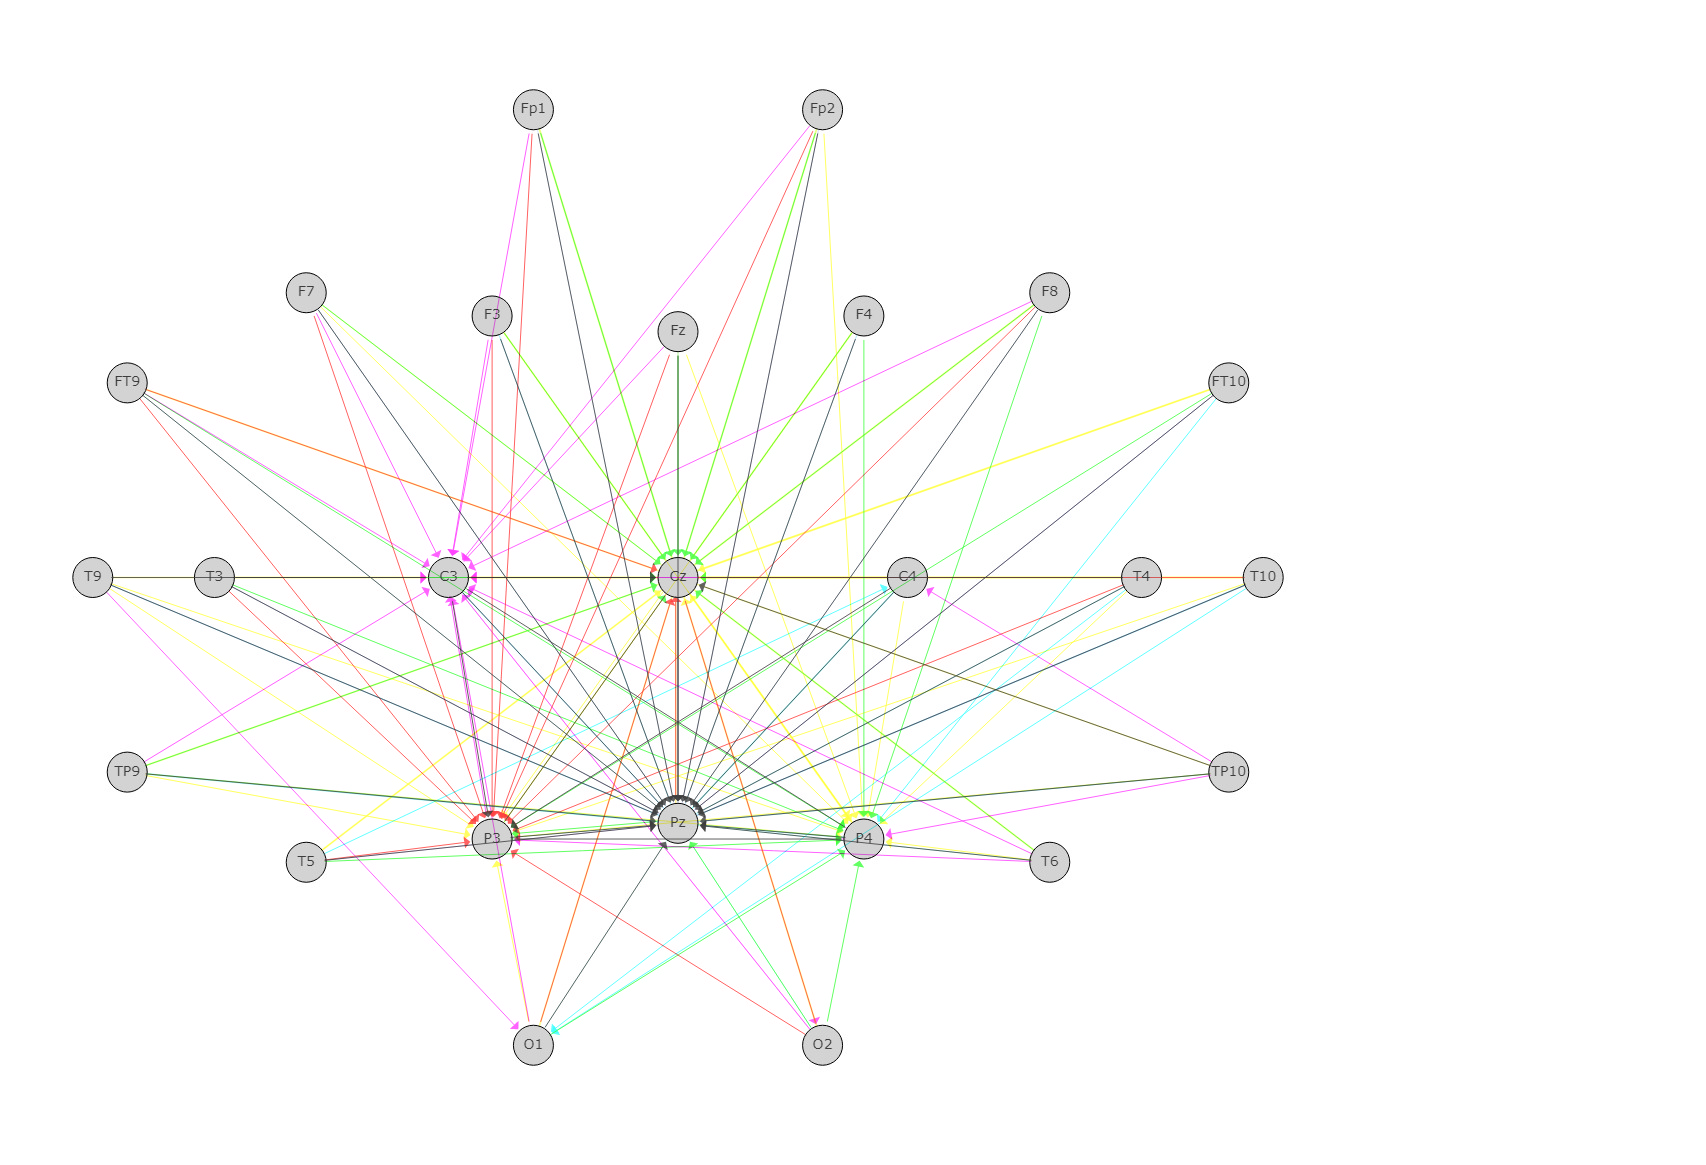 Fp1 Fp2
F7 F3 Fz F4 F8
FT9 FT10
T9 T3 C3 Cz C4 T4 T10
TP9 TP10
T5 P3 Pz P4 T6
O1 O2